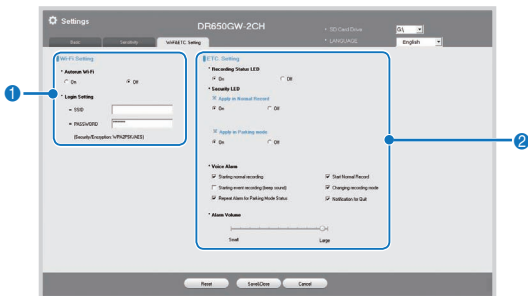 Settings
DR650GW-2CH
SD Card Drive
G:\
LANGUAGE
English
Basic
Sensitivity
Wi-Fi&ETC. Setting
Wi-Fi Setting
Autorun Wi-Fi
On Off
Login Setting
SSID
PASSWORD ********
(Security/Encryption: WPA2PSK/AES)
1
ETC. Setting
Recording Status LED
On Off
Security LED
Apply in Normal Record
On Off
Apply in Parking mode
On Off
2
Voice Alarm
Starting normal recording
Start Normal Record
Starting event recording (beep sound)
Changing recording mode
Repeat Alarm for Parking Mode Status
Notification for Quit
Alarm Volume
Small Large
Reset Save&Close Cancel